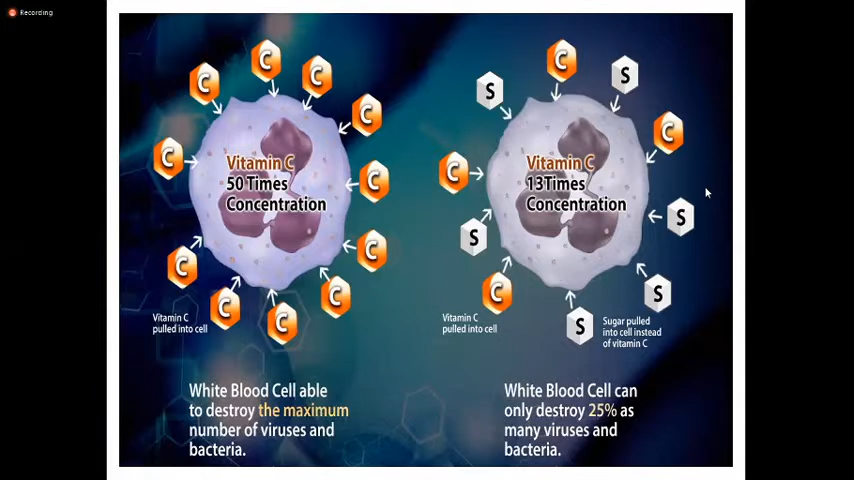 Recording
C
C
C
C
C
C
C
C
C
C
C
Vitamin C
50 Times
Concentration
Vitamin C
pulled into cell
White Blood Cell able
to destroy the maximum
number of viruses and
bacteria.
C
S
S
C
C
S
S
C
S
S
Vitamin C
13Times
Concentration
Vitamin C
pulled into cell
Sugar pulled
into cell instead
of vitamin C
White Blood Cell can
only destroy 25% as
many viruses and
bacteria.